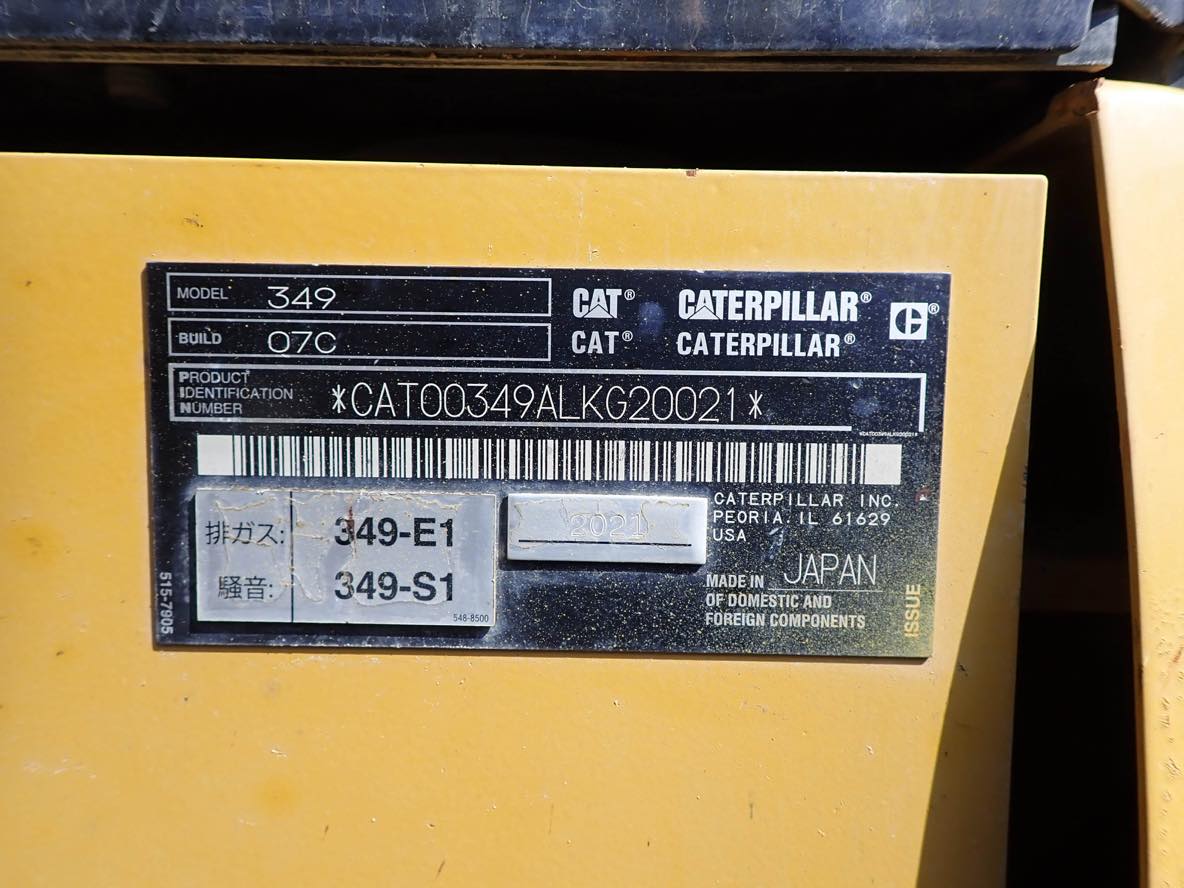 MODEL 349
BUILD 07C
CAT® CATERPILLAR®
CAT® CATERPILLAR®
PRODUCT
IDENTIFICATION
NUMBER
*CAT00349ALKG20021*
*CAT00349ALKG20021*
排ガス: 349-E1
騒音: 349-S1
548-8500
2021
CATERPILLAR INC.
PEORIA, IL 61629
USA
MADE IN JAPAN
OF DOMESTIC AND
FOREIGN COMPONENTS
515-7905
ISSUE